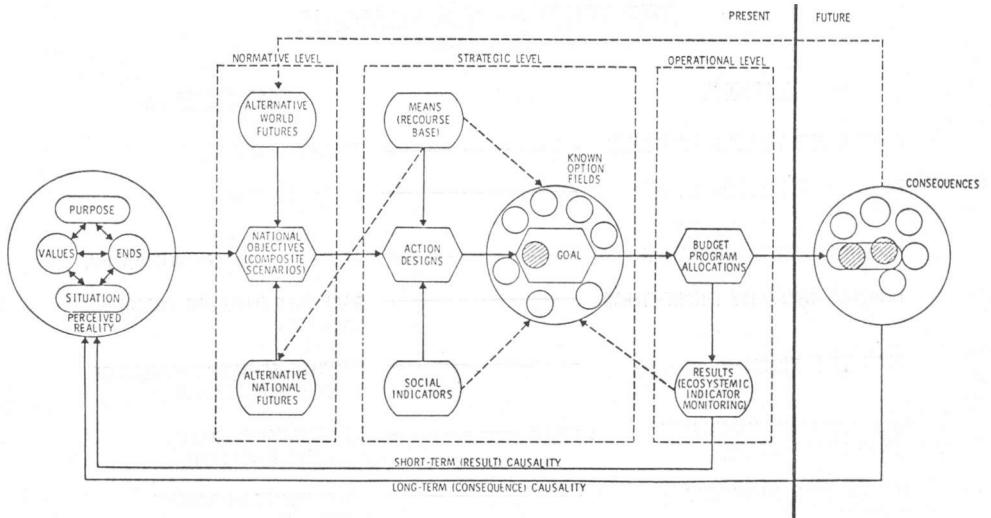 PRESENT
FUTURE
NORMATIVE LEVEL
STRATEGIC LEVEL
OPERATIONAL LEVEL
ALTERNATIVE
WORLD
FUTURES
MEANS
(RECOURSE
BASE)
KNOWN
OPTION
FIELDS
CONSEQUENCES
PURPOSE
VALUES
ENDS
SITUATION
PERCEIVED
REALITY
NATIONAL
OBJECTIVES
(COMPOSITE
SCENARIOS)
ACTION
DESIGNS
GOAL
BUDGET
PROGRAM
ALLOCATIONS
ALTERNATIVE
NATIONAL
FUTURES
SOCIAL
INDICATORS
RESULTS
(ECOSYSTEMIC
INDICATOR
MONITORING)
SHORT-TERM (RESULT) CAUSALITY
LONG-TERM (CONSEQUENCE) CAUSALITY